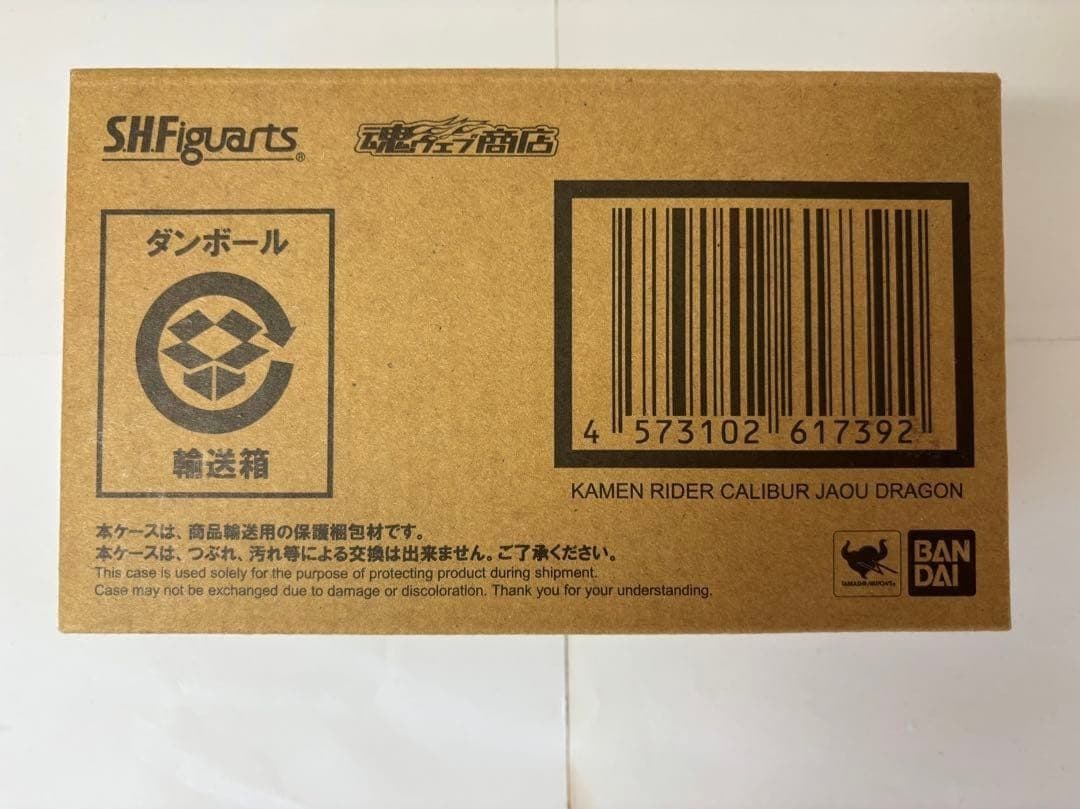 S.H.Figuarts®
魂ウェブ商店
ダンボール
輸送箱
4 573102 617392
KAMEN RIDER CALIBUR JAOU DRAGON
本ケースは、商品輸送用の保護梱包材です。
本ケースは、つぶれ、汚れ等による交換は出来ません。ご了承ください。
This case is used solely for the purpose of protecting product during shipment.
Case may not be exchanged due to damage or discoloration. Thank you for your understanding.
TAMASHII NATIONS
BAN
DAI